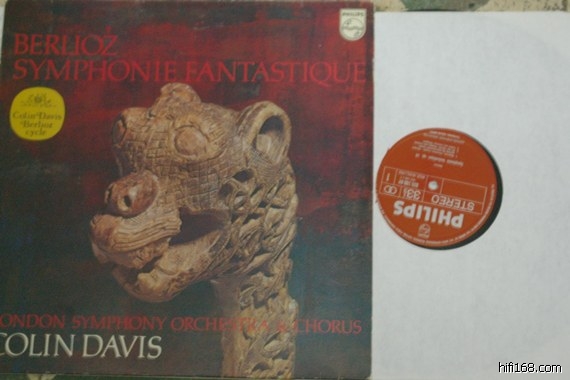 PHILIPS
BERLIOZ
SYMPHONIE FANTASTIQUE
Colin Davis
Berlioz
cycle
LONDON SYMPHONY ORCHESTRA & CHORUS
COLIN DAVIS
PHILIPS
STEREO
33
1
hifi168.com